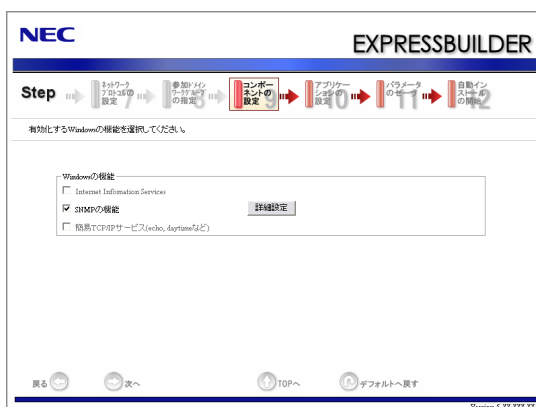 NEC
EXPRESSBUILDER
Step
ネットワーク
プロトコルの
設定 7
参加ドメイン
ワークグループ
の指定 8
コンポー
ネントの
設定 9
アプリケー
ションの
設定 10
パラメータ
のセーブ 11
自動イン
ストール
の開始 12
有効化するWindowsの機能を選択してください。
Windowsの機能
Internet Infomation Services
SNMPの機能 詳細設定
簡易TCP/IPサービス(echo, daytimeなど)
戻る 次へ TOPへ デフォルトへ戻す